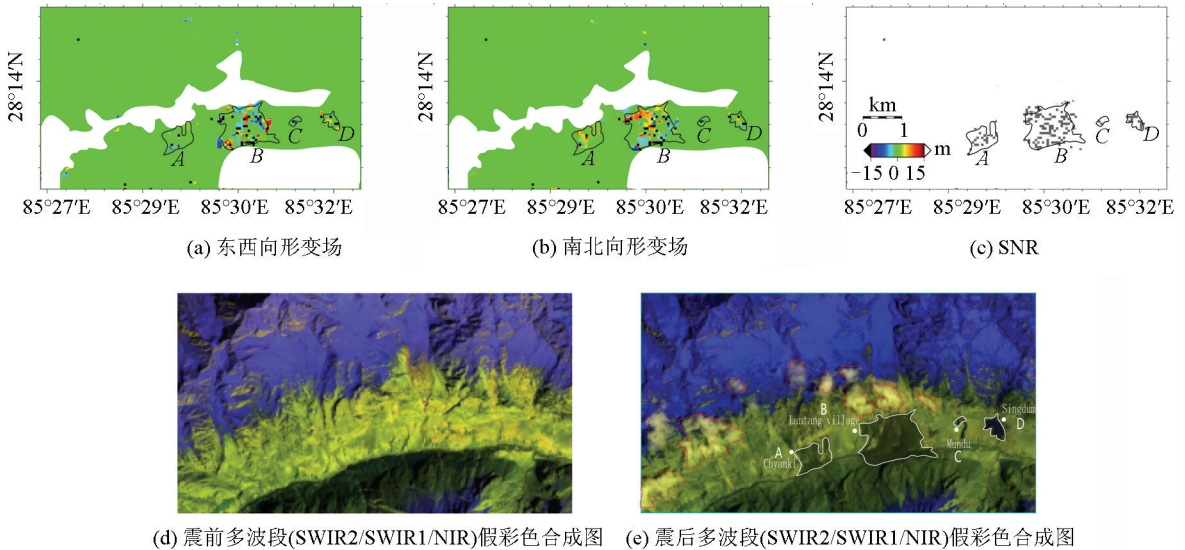 28°14′N
A
B
C
D
85°27′E 85°29′E 85°30′E 85°32′E
(a) 东西向形变场
28°14′N
A
B
C
D
85°27′E 85°29′E 85°30′E 85°32′E
(b) 南北向形变场
28°14′N
km
0 1
m
−15 0 15
A
B
C
D
85°27′E 85°29′E 85°30′E 85°32′E
(c) SNR
(d) 震前多波段(SWIR2/SWIR1/NIR)假彩色合成图
B
Lantang village
A
Chyanki
Mundu
C
Singdum
D
(e) 震后多波段(SWIR2/SWIR1/NIR)假彩色合成图